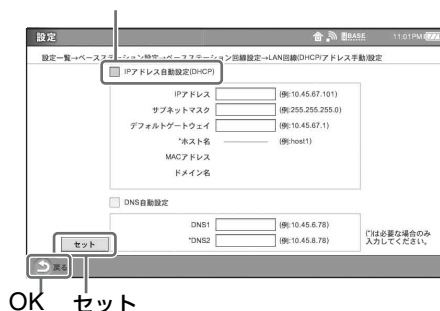 設定
BASE
11:01PM
設定一覧→ベースステーション設定→ベースステーション回線設定→LAN回線(DHCP/アドレス手動)設定
IPアドレス自動設定(DHCP)
IPアドレス (例:10.45.67.101)
サブネットマスク (例:255.255.255.0)
デフォルトゲートウェイ (例:10.45.67.1)
*ホスト名 (例:host1)
MACアドレス
ドメイン名
DNS自動設定
DNS1 (例:10.45.6.78)
*DNS2 (例:10.45.8.78)
(*)は必要な場合のみ
入力してください。
セット
戻る
OK セット